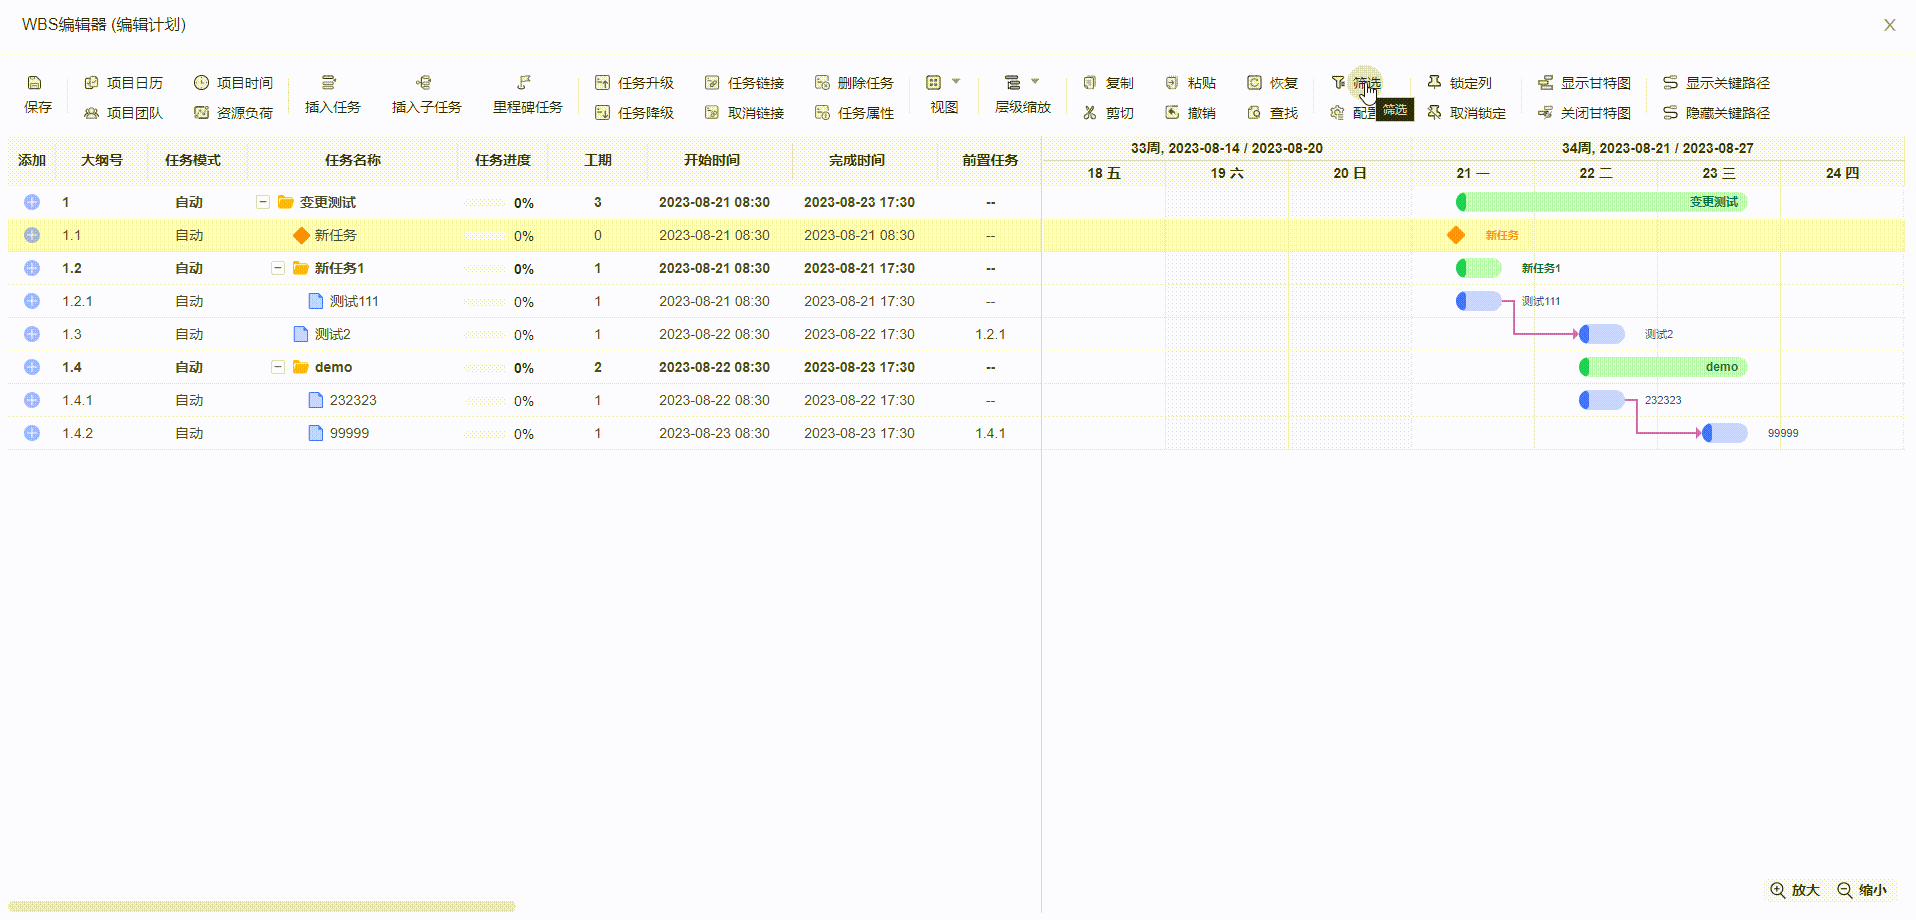 WBS编辑器 (编辑计划)
保存 项目日历 项目时间 插入任务 插入子任务 里程碑任务 任务升级 任务链接 删除任务 视图 层级缩放 复制 粘贴 恢复 筛选 锁定列 显示甘特图 显示关键路径
项目团队 资源负荷 任务降级 取消链接 任务属性 剪切 撤销 查找 筛选 取消锁定 关闭甘特图 隐藏关键路径
添加 大纲号 任务模式 任务名称 任务进度 工期 开始时间 完成时间 前置任务
33周, 2023-08-14 / 2023-08-20 34周, 2023-08-21 / 2023-08-27
18 五 19 六 20 日 21 一 22 二 23 三 24 四
1 自动 变更测试 0% 3 2023-08-21 08:30 2023-08-23 17:30 -- 变更测试
1.1 自动 新任务 0% 0 2023-08-21 08:30 2023-08-21 08:30 -- 新任务
1.2 自动 新任务1 0% 1 2023-08-21 08:30 2023-08-21 17:30 -- 新任务1
1.2.1 自动 测试111 0% 1 2023-08-21 08:30 2023-08-21 17:30 -- 测试111
1.3 自动 测试2 0% 1 2023-08-22 08:30 2023-08-22 17:30 1.2.1 测试2
1.4 自动 demo 0% 2 2023-08-22 08:30 2023-08-23 17:30 -- demo
1.4.1 自动 232323 0% 1 2023-08-22 08:30 2023-08-22 17:30 -- 232323
1.4.2 自动 99999 0% 1 2023-08-23 08:30 2023-08-23 17:30 1.4.1 99999
放大 缩小